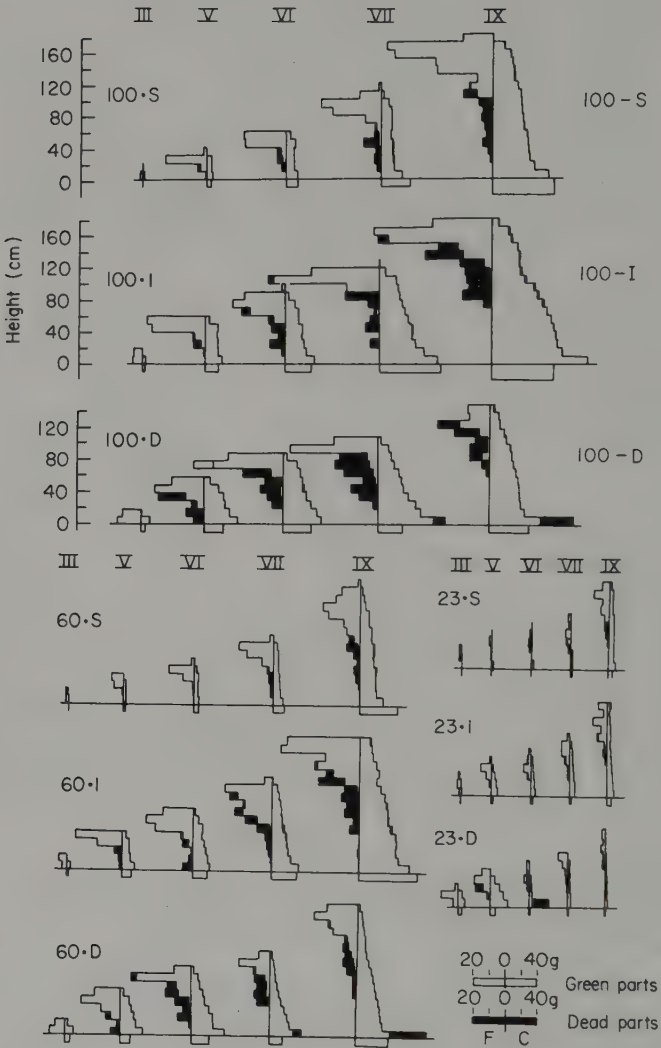 III V VI VII IX
160
120
80
40
0
100·S
100-S
160
120
80
40
0
100·I
100-I
Height (cm)
120
80
40
0
100·D
100-D
III V VI VII IX
60·S
60·I
60·D
III V VI VII IX
23·S
23·I
23·D
20 0 40g
Green parts
20 0 40g
Dead parts
F C